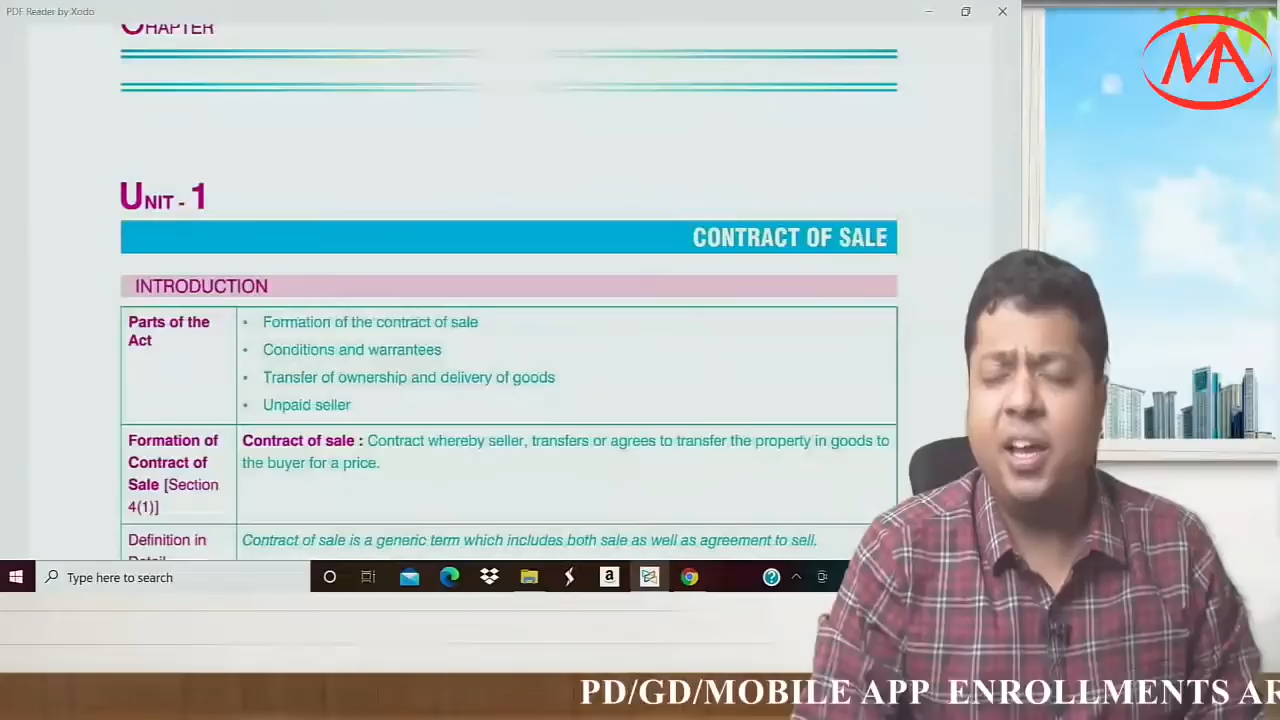 PDF Reader by Xodo
CHAPTER
MA
UNIT - 1
CONTRACT OF SALE
INTRODUCTION
Parts of the
Act
• Formation of the contract of sale
• Conditions and warrantees
• Transfer of ownership and delivery of goods
• Unpaid seller
Formation of
Contract of
Sale [Section
4(1)]
Contract of sale : Contract whereby seller, transfers or agrees to transfer the property in goods to
the buyer for a price.
Definition in
Detail
Contract of sale is a generic term which includes both sale as well as agreement to sell.
Type here to search
a
?
PD/GD/MOBILE APP ENROLLMENTS AR